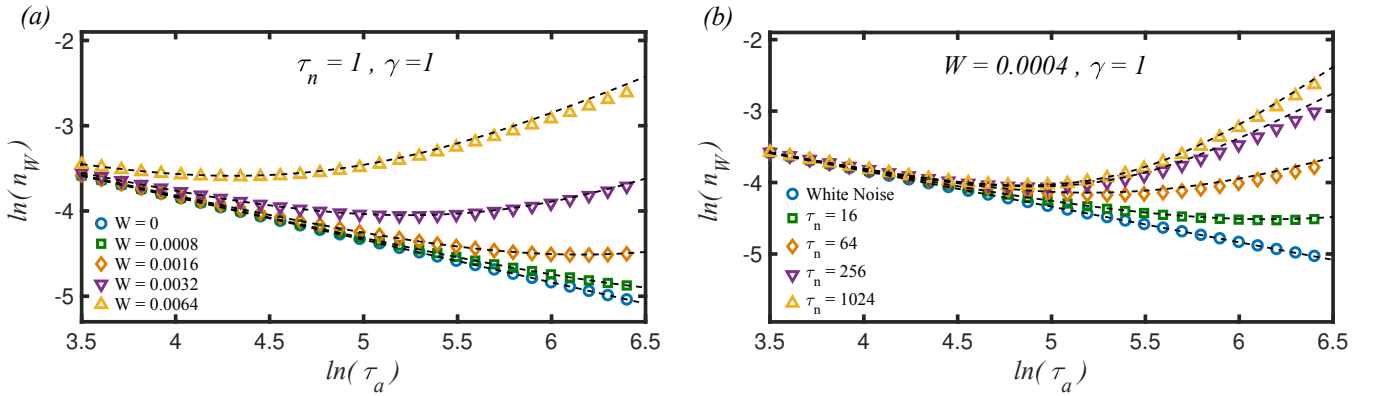 (a)
τn = 1 , γ =1
ln( nW )
-2
-3
-4
-5
W = 0
W = 0.0008
W = 0.0016
W = 0.0032
W = 0.0064
3.5 4 4.5 5 5.5 6 6.5
ln( τa )
(b)
W = 0.0004 , γ = 1
ln( nW )
-2
-3
-4
-5
White Noise
τn = 16
τn = 64
τn = 256
τn = 1024
3.5 4 4.5 5 5.5 6 6.5
ln( τa )